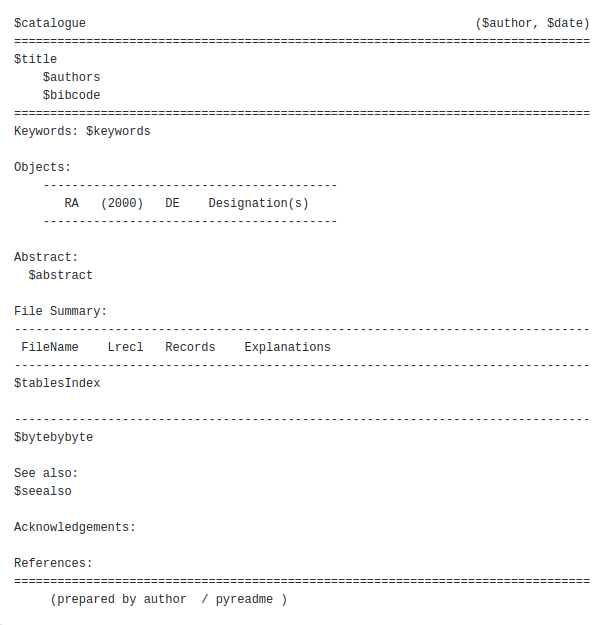 $catalogue                                                      ($author, $date)
================================================================================
$title
    $authors
    $bibcode
================================================================================
Keywords: $keywords

Objects:
    -----------------------------------------
       RA   (2000)   DE    Designation(s)
    -----------------------------------------

Abstract:
  $abstract

File Summary:
--------------------------------------------------------------------------------
 FileName    Lrecl   Records    Explanations
--------------------------------------------------------------------------------
$tablesIndex

--------------------------------------------------------------------------------
$bytebybyte

See also:
$seealso

Acknowledgements:

References:
================================================================================
     (prepared by author  / pyreadme )